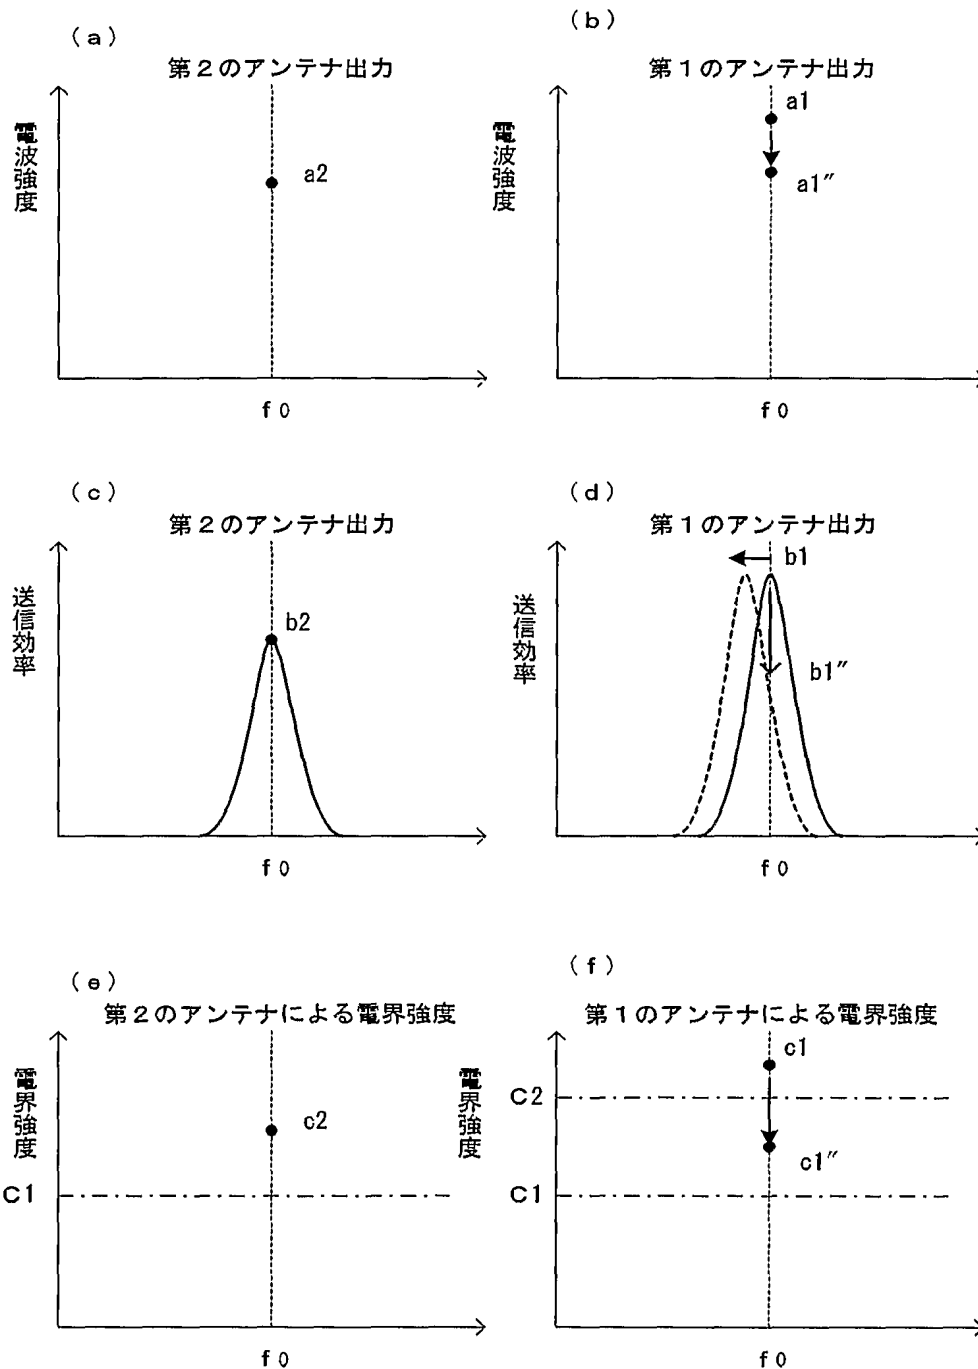 (a)
第2のアンテナ出力
電波強度
a2
f0
(b)
第1のアンテナ出力
電波強度
a1
a1″
f0
(c)
第2のアンテナ出力
送信効率
b2
f0
(d)
第1のアンテナ出力
送信効率
b1
b1″
f0
(e)
第2のアンテナによる電界強度
電界強度
c2
C1
f0
(f)
第1のアンテナによる電界強度
電界強度
c1
C2
c1″
C1
f0